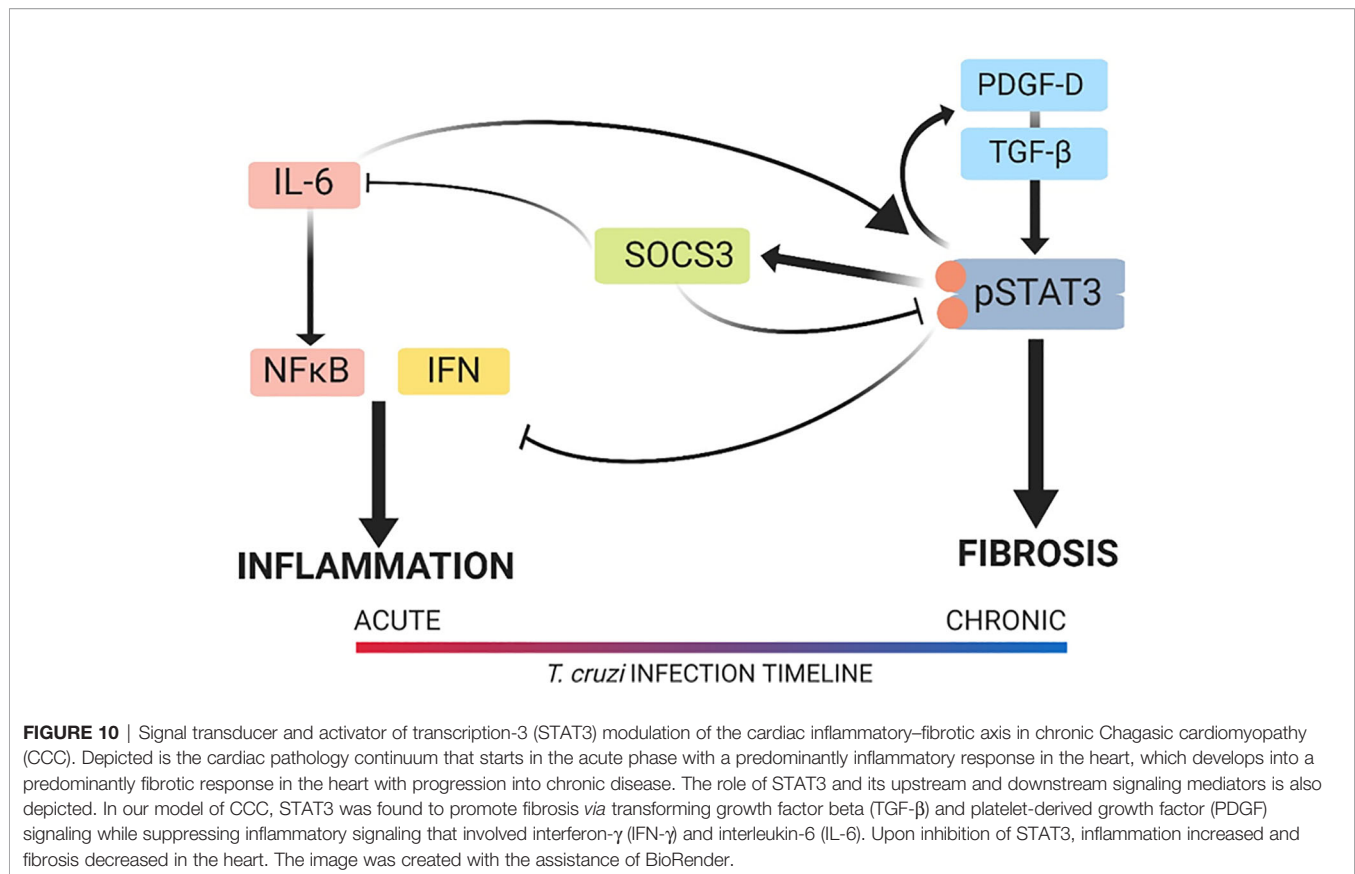 PDGF-D
TGF-β
IL-6
SOCS3
pSTAT3
NFκB
IFN
INFLAMMATION
FIBROSIS
ACUTE
CHRONIC
T. cruzi INFECTION TIMELINE
FIGURE 10 | Signal transducer and activator of transcription-3 (STAT3) modulation of the cardiac inflammatory–fibrotic axis in chronic Chagasic cardiomyopathy
(CCC). Depicted is the cardiac pathology continuum that starts in the acute phase with a predominantly inflammatory response in the heart, which develops into a
predominantly fibrotic response in the heart with progression into chronic disease. The role of STAT3 and its upstream and downstream signaling mediators is also
depicted. In our model of CCC, STAT3 was found to promote fibrosis via transforming growth factor beta (TGF-β) and platelet-derived growth factor (PDGF)
signaling while suppressing inflammatory signaling that involved interferon-γ (IFN-γ) and interleukin-6 (IL-6). Upon inhibition of STAT3, inflammation increased and
fibrosis decreased in the heart. The image was created with the assistance of BioRender.